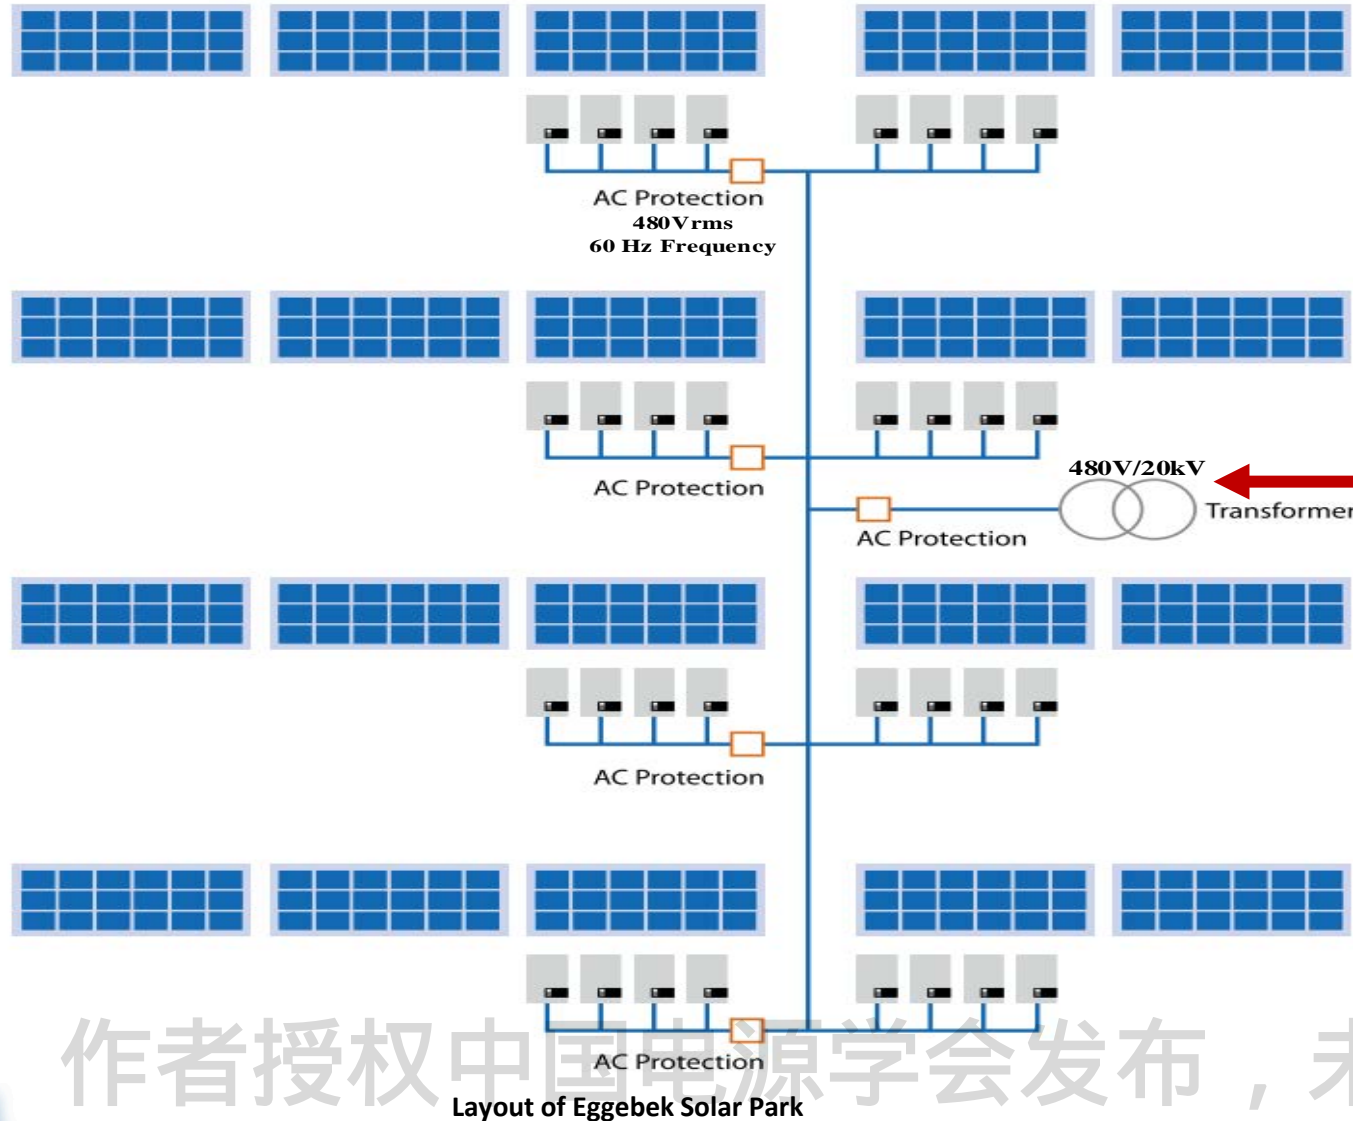 AC Protection
480Vrms
60 Hz Frequency
AC Protection
480V/20kV
Transformer
AC Protection
AC Protection
AC Protection
作者授权中国电源学会发布，未
Layout of Eggebek Solar Park